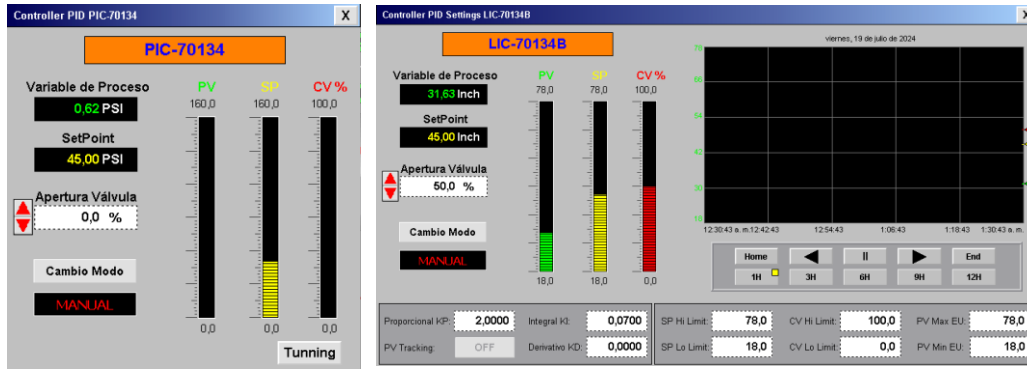 Controller PID PIC-70134 X
PIC-70134
Variable de Proceso PV SP CV %
0,62 PSI 160,0 160,0 100,0
SetPoint
45,00 PSI
Apertura Válvula
0,0 %
Cambio Modo
MANUAL
0,0 0,0 0,0
Tunning
Controller PID Settings LIC-70134B X
LIC-70134B
Variable de Proceso PV SP CV %
31,63 Inch 78,0 78,0 100,0
SetPoint
45,00 Inch
Apertura Válvula
50,0 %
Cambio Modo
MANUAL
18,0 18,0 0,0
viernes, 19 de julio de 2024
78
66
54
42
30
18
12:30:43 a. m. 12:42:43 12:54:43 1:06:43 1:18:43 1:30:43 a. m.
Home II End
1H 3H 6H 9H 12H
Proporcional KP: 2,0000 Integral KI: 0,0700 SP Hi Limit: 78,0 CV Hi Limit: 100,0 PV Max EU: 78,0
PV Tracking: OFF Derivativo KD: 0,0000 SP Lo Limit: 18,0 CV Lo Limit: 0,0 PV Min EU: 18,0